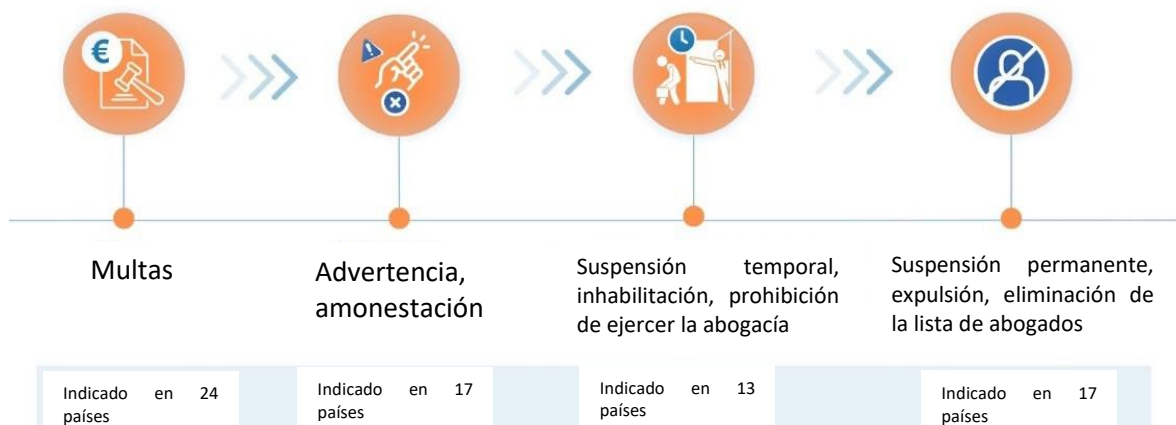 €
Multas
Advertencia,
amonestación
Suspensión temporal,
inhabilitación, prohibición
de ejercer la abogacía
Suspensión permanente,
expulsión, eliminación de
la lista de abogados
Indicado en 24
países
Indicado en 17
países
Indicado en 13
países
Indicado en 17
países